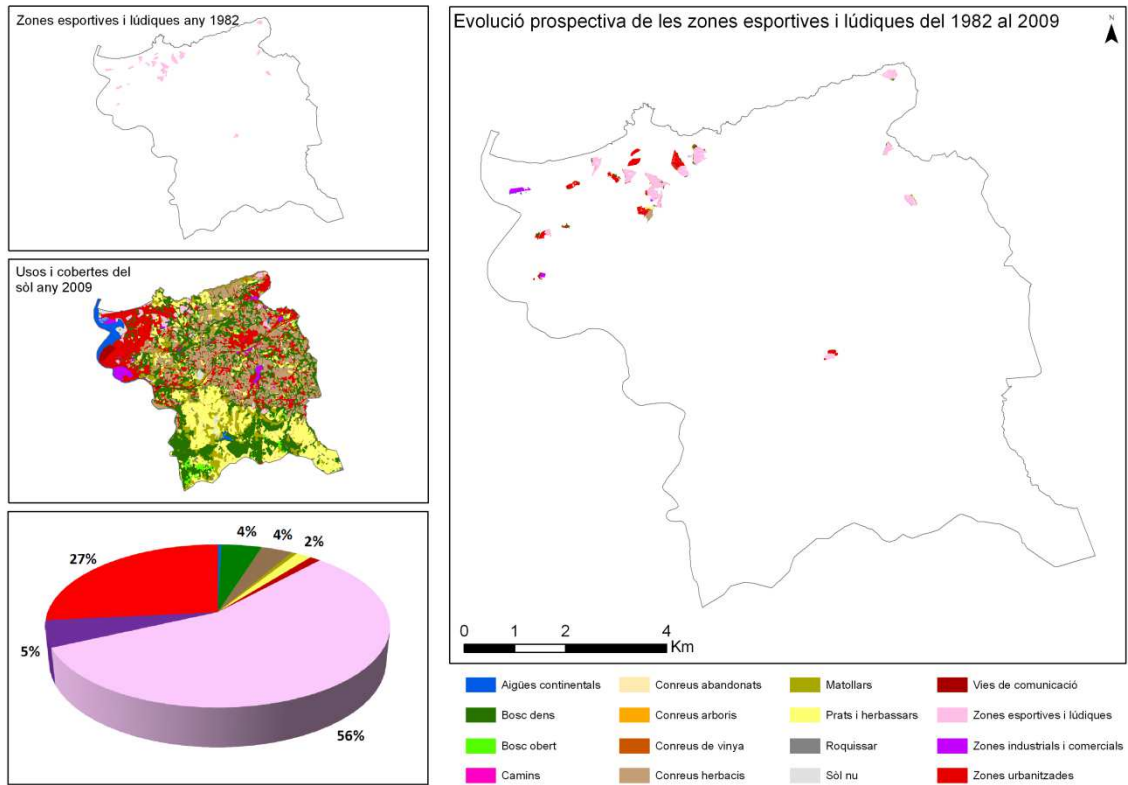 Zones esportives i lúdiques any 1982
Usos i cobertes del
sòl any 2009
4%
4%
2%
27%
5%
56%
Evolució prospectiva de les zones esportives i lúdiques del 1982 al 2009
N
0 1 2 4
Km
Aigües continentals
Bosc dens
Bosc obert
Camins
Conreus abandonats
Conreus arboris
Conreus de vinya
Conreus herbacis
Matollars
Prats i herbassars
Roquissar
Sòl nu
Vies de comunicació
Zones esportives i lúdiques
Zones industrials i comercials
Zones urbanitzades